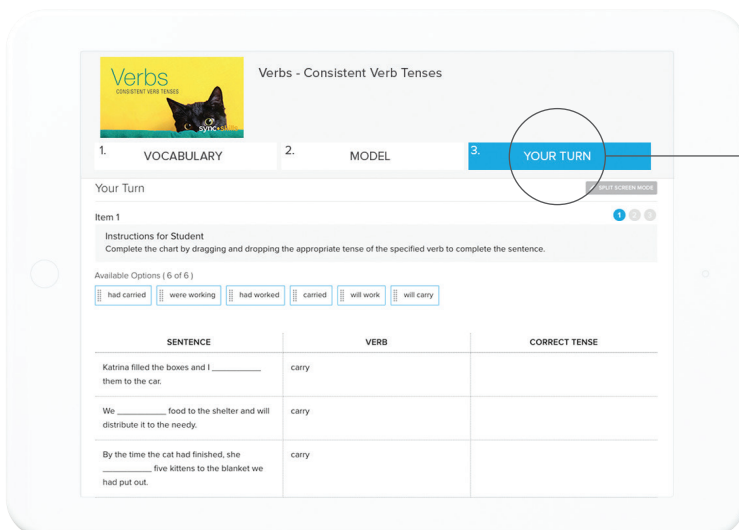 Verbs
CONSISTENT VERB TENSES
Verbs - Consistent Verb Tenses
1. VOCABULARY
2. MODEL
3. YOUR TURN
Your Turn
SPLIT SCREEN MODE
Item 1
1 2 3
Instructions for Student
Complete the chart by dragging and dropping the appropriate tense of the specified verb to complete the sentence.
Available Options ( 6 of 6 )
had carried were working had worked carried will work will carry
SENTENCE VERB CORRECT TENSE
Katrina filled the boxes and I __________ carry
them to the car.
We __________ food to the shelter and will carry
distribute it to the needy.
By the time the cat had finished, she carry
__________ five kittens to the blanket we
had put out.